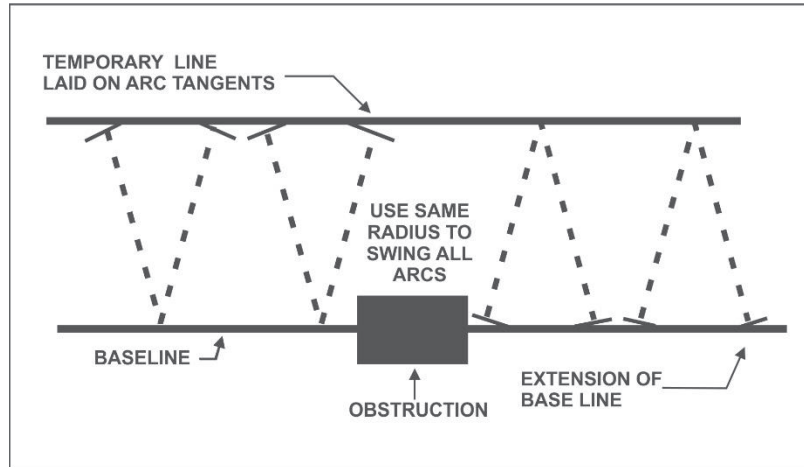 TEMPORARY LINE
LAID ON ARC TANGENTS
USE SAME
RADIUS TO
SWING ALL
ARCS
BASELINE
OBSTRUCTION
EXTENSION OF
BASE LINE